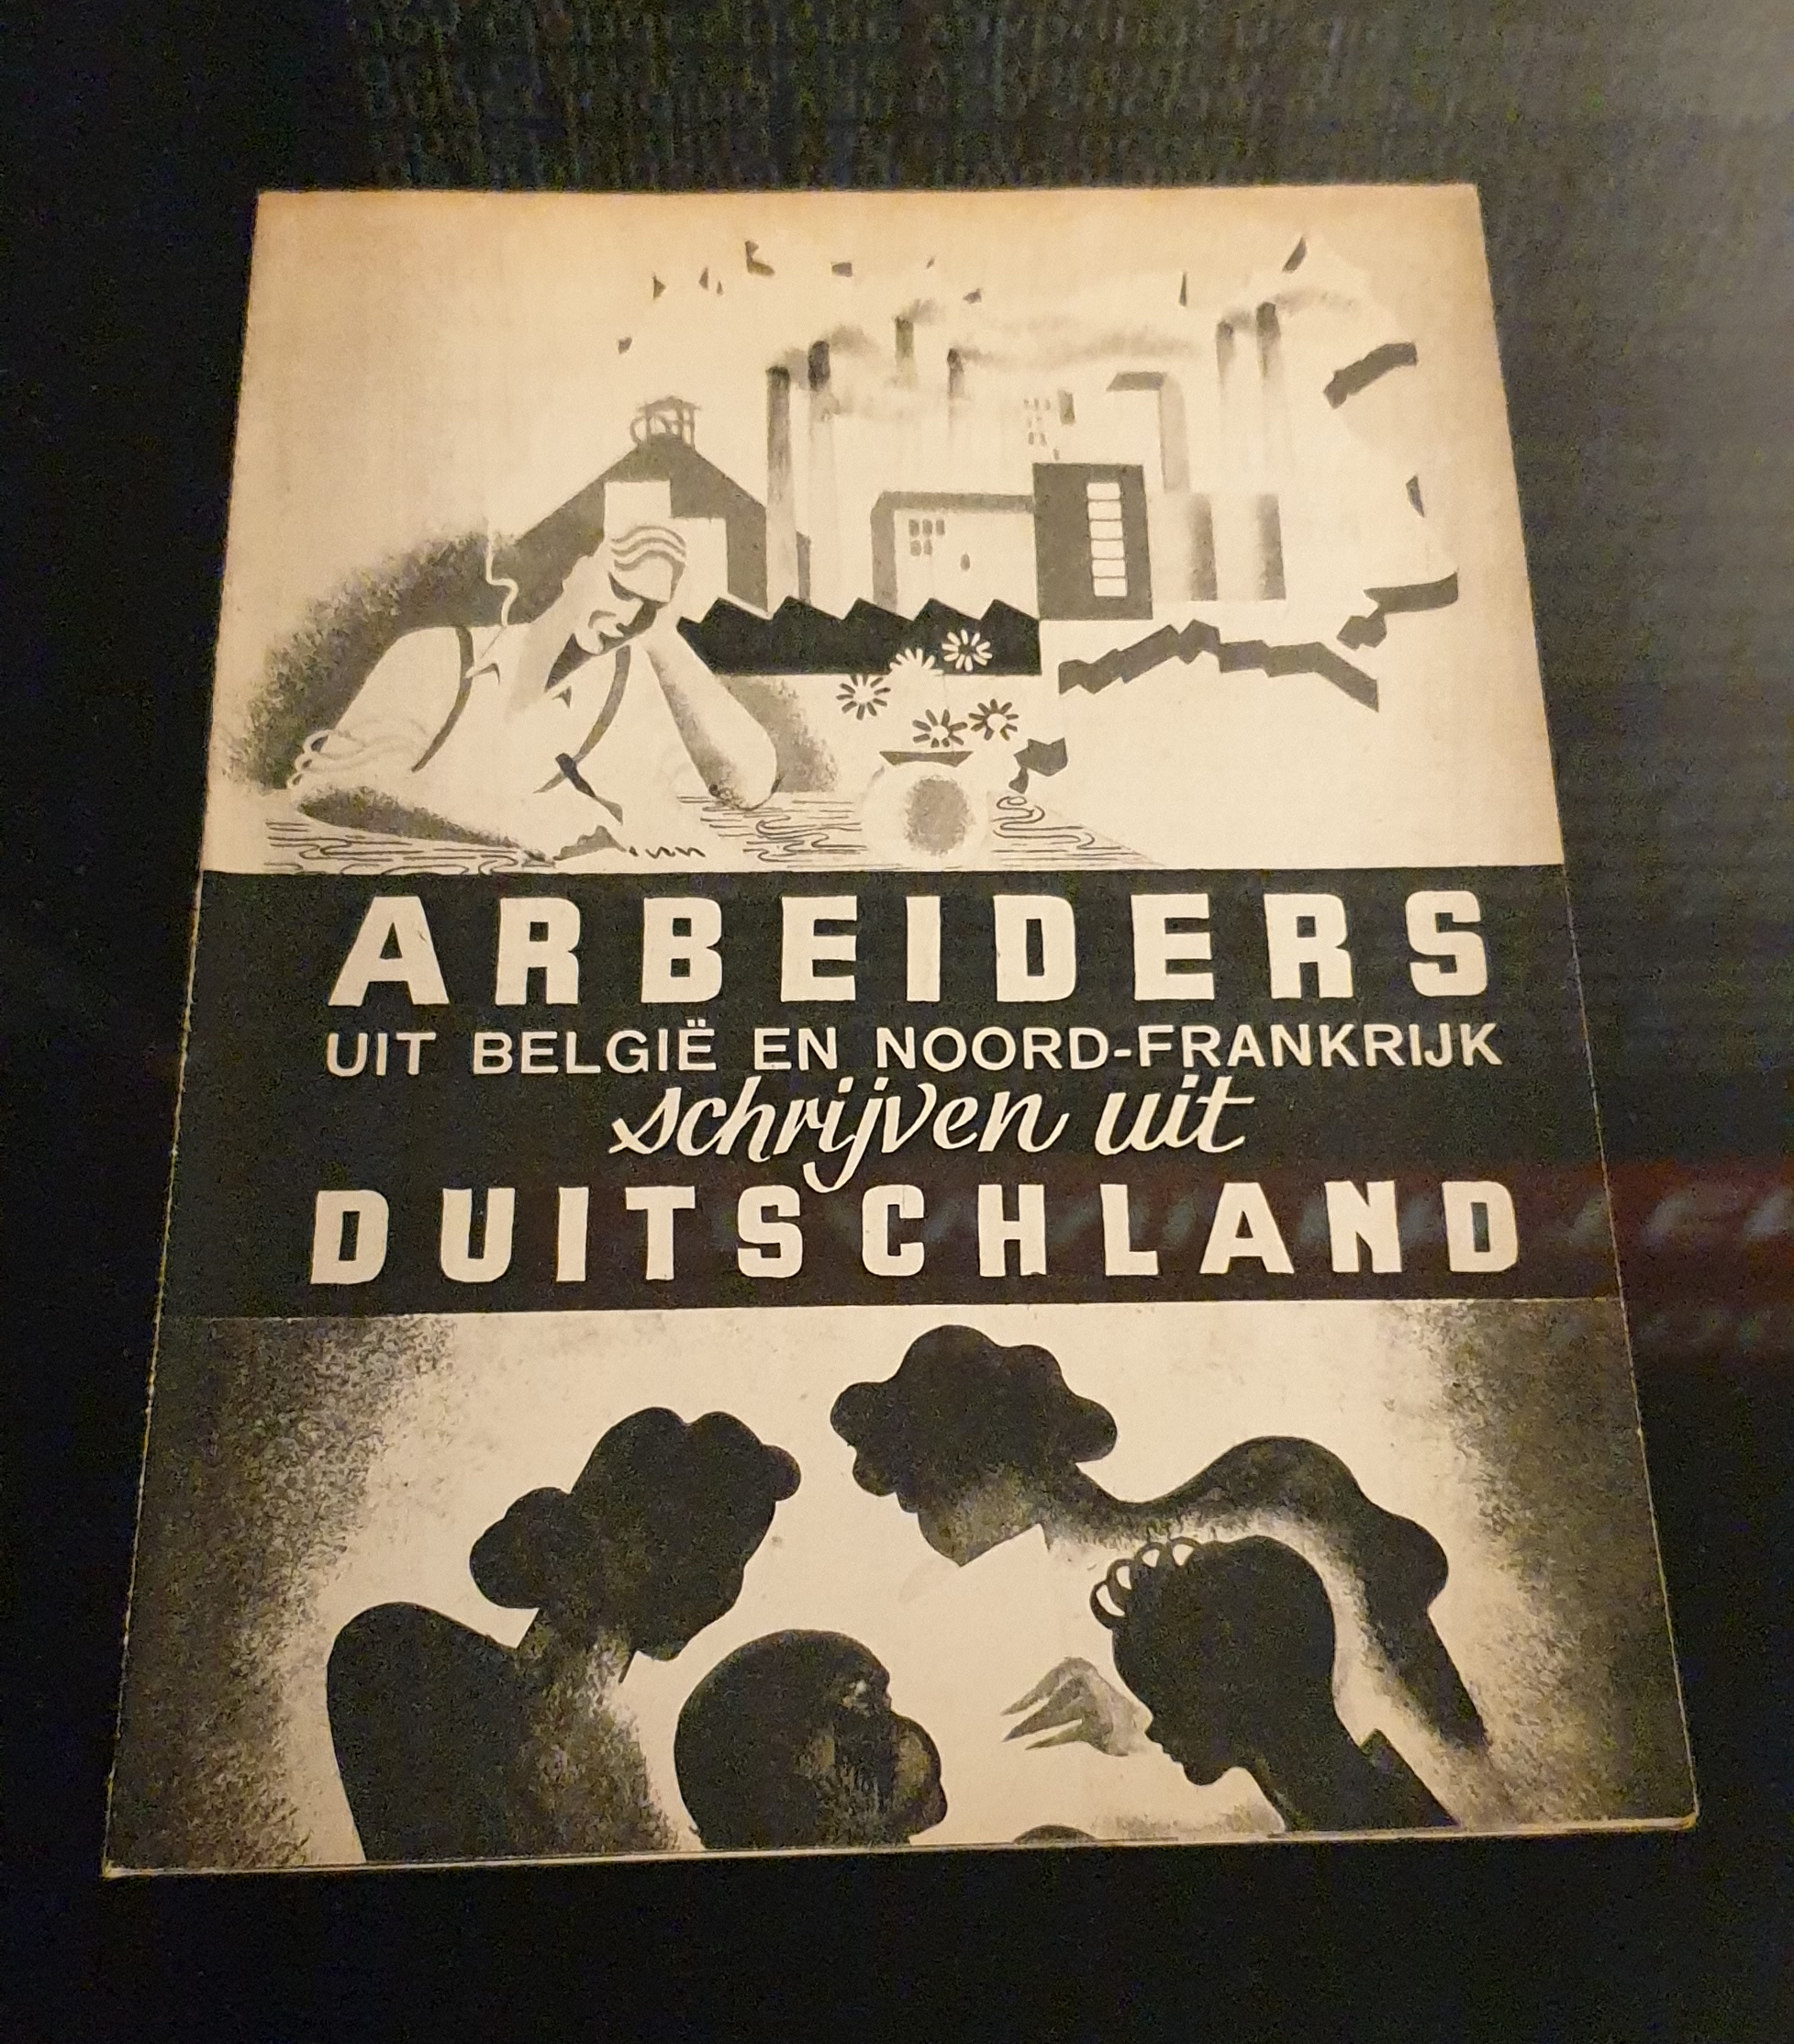 ARBEIDERS
UIT BELGIË EN NOORD-FRANKRIJK
schrijven uit
DUITSCHLAND